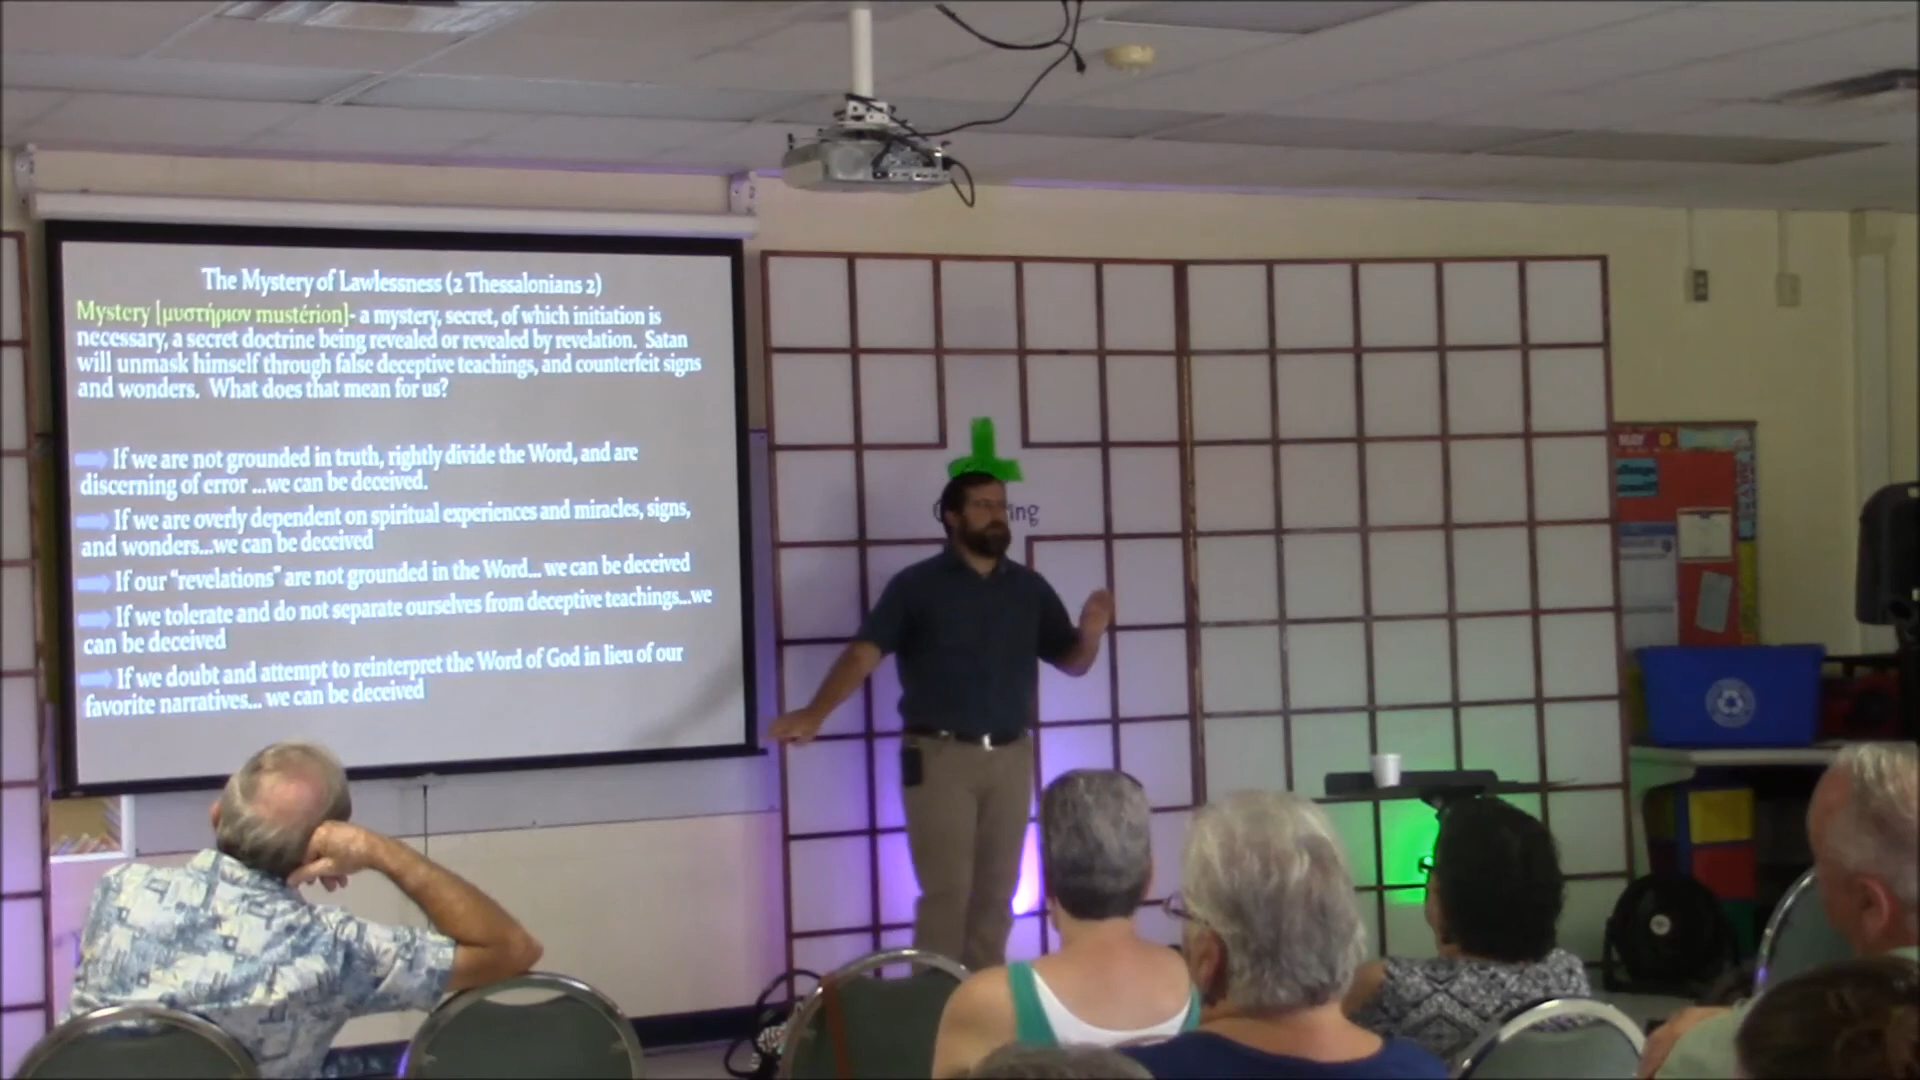 The Mystery of Lawlessness (2 Thessalonians 2)
Mystery [μυστήριον mustérion]- a mystery, secret, of which initiation is
necessary, a secret doctrine being revealed or revealed by revelation. Satan
will unmask himself through false deceptive teachings, and counterfeit signs
and wonders. What does that mean for us?
If we are not grounded in truth, rightly divide the Word, and are
discerning of error ...we can be deceived.
If we are overly dependent on spiritual experiences and miracles, signs,
and wonders...we can be deceived
If our "revelations" are not grounded in the Word... we can be deceived
If we tolerate and do not separate ourselves from deceptive teachings...we
can be deceived
If we doubt and attempt to reinterpret the Word of God in lieu of our
favorite narratives... we can be deceived